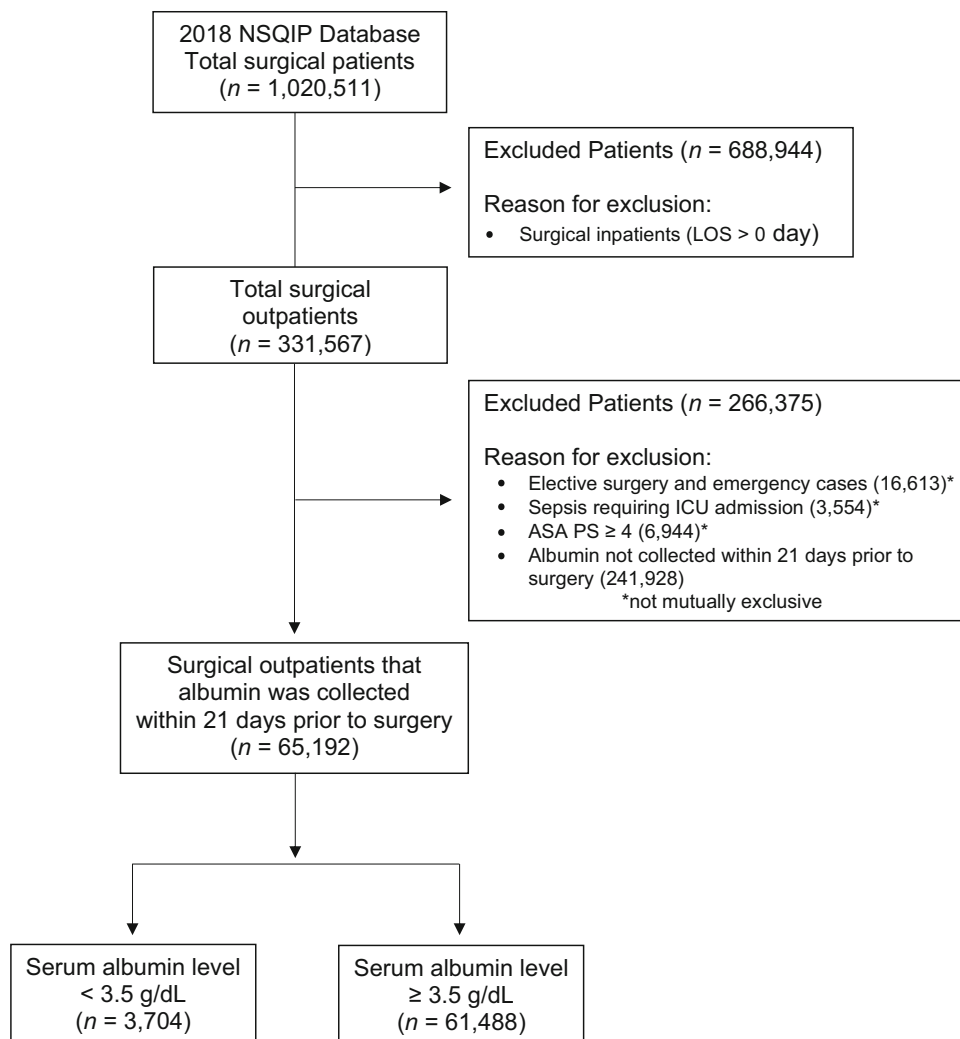 2018 NSQIP Database
Total surgical patients
(n = 1,020,511)
Excluded Patients (n = 688,944)
Reason for exclusion:
• Surgical inpatients (LOS > 0 day)
Total surgical
outpatients
(n = 331,567)
Excluded Patients (n = 266,375)
Reason for exclusion:
• Elective surgery and emergency cases (16,613)*
• Sepsis requiring ICU admission (3,554)*
• ASA PS ≥ 4 (6,944)*
• Albumin not collected within 21 days prior to
surgery (241,928)
*not mutually exclusive
Surgical outpatients that
albumin was collected
within 21 days prior to surgery
(n = 65,192)
Serum albumin level
< 3.5 g/dL
(n = 3,704)
Serum albumin level
≥ 3.5 g/dL
(n = 61,488)